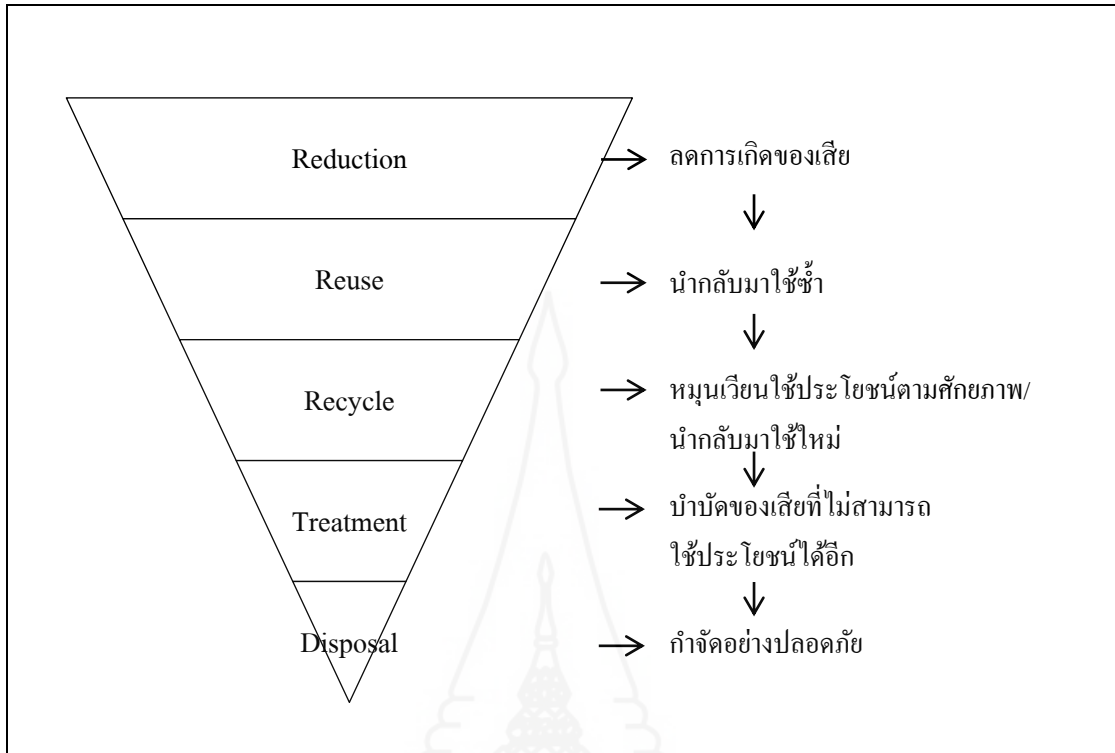 Reduction
ลดการเกิดของเสีย
Reuse
นำกลับมาใช้ซ้ำ
Recycle
หมุนเวียนใช้ประโยชน์ตามศักยภาพ/
นำกลับมาใช้ใหม่
Treatment
บำบัดของเสียที่ไม่สามารถ
ใช้ประโยชน์ได้อีก
Disposal
กำจัดอย่างปลอดภัย